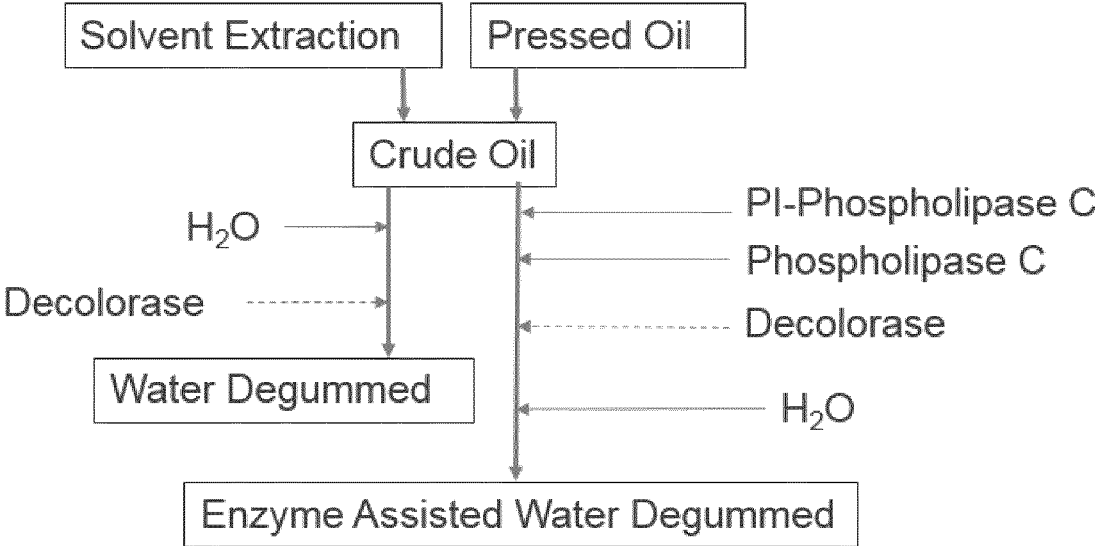 Solvent Extraction
Pressed Oil
Crude Oil
H₂O
PI-Phospholipase C
Phospholipase C
Decolorase
Decolorase
Water Degummed
H₂O
Enzyme Assisted Water Degummed